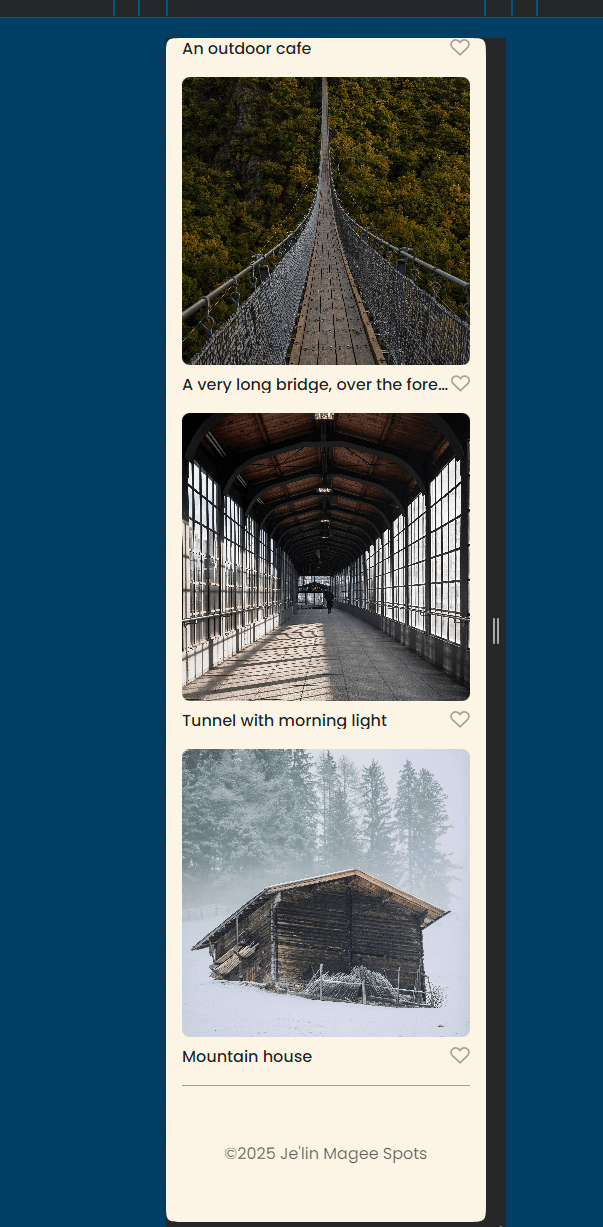 An outdoor cafe
A very long bridge, over the fore...
Tunnel with morning light
Mountain house
©2025 Je'lin Magee Spots